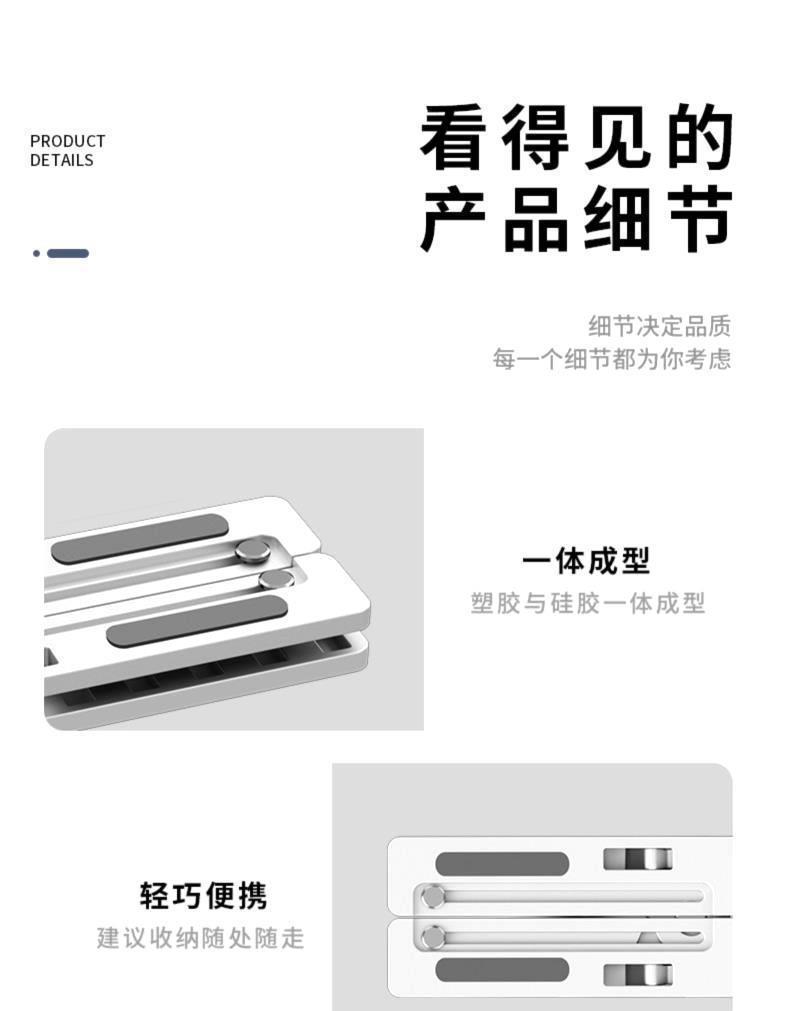 PRODUCT
DETAILS
看得见的
产品细节
细节决定品质
每一个细节都为你考虑
一体成型
塑胶与硅胶一体成型
轻巧便携
建议收纳随处随走